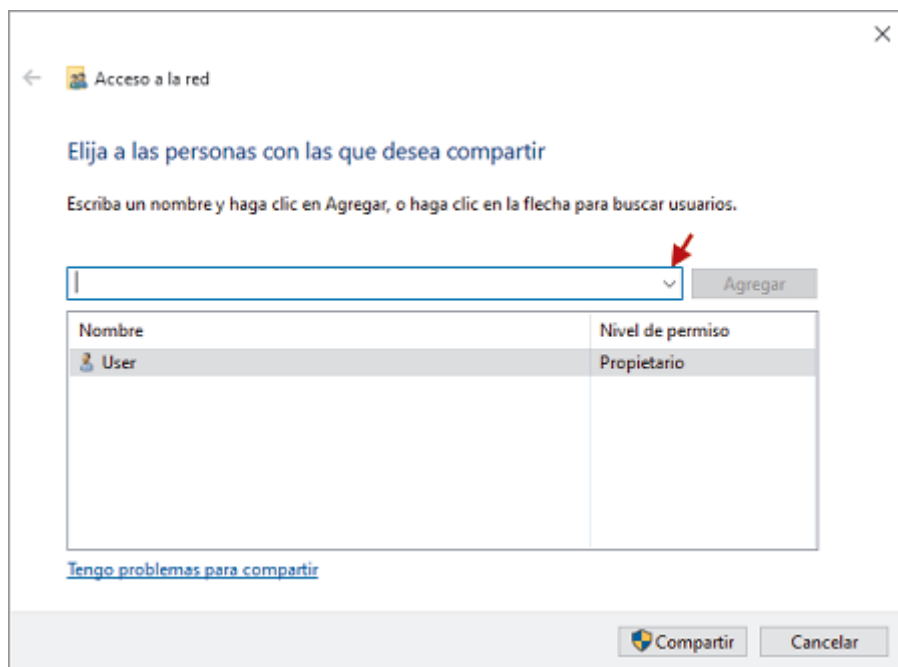 Acceso a la red
Elija a las personas con las que desea compartir
Escriba un nombre y haga clic en Agregar, o haga clic en la flecha para buscar usuarios.
Agregar
Nombre Nivel de permiso
User Propietario
Tengo problemas para compartir
Compartir Cancelar